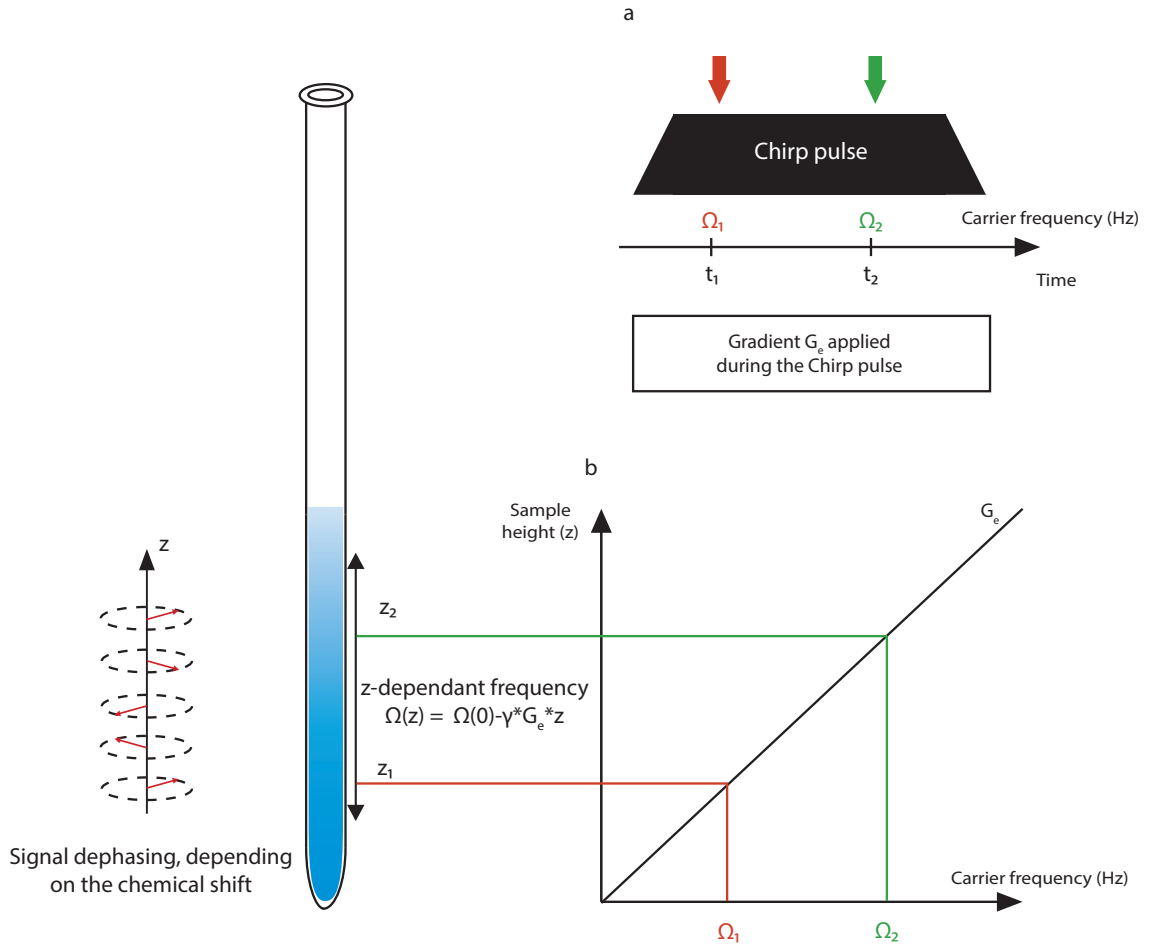 a
Chirp pulse
Ω₁
Ω₂
Carrier frequency (Hz)
t₁
t₂
Time
Gradient Gₑ applied
during the Chirp pulse
b
Sample
height (z)
Gₑ
z
z₂
z-dependant frequency
Ω(z) = Ω(0)-γ*Gₑ*z
z₁
Signal dephasing, depending
on the chemical shift
Carrier frequency (Hz)
Ω₁
Ω₂